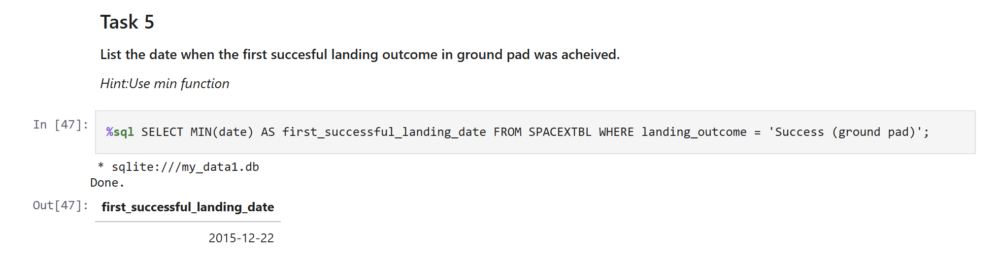 Task 5
List the date when the first succesful landing outcome in ground pad was acheived.
Hint:Use min function
In [47]: %sql SELECT MIN(date) AS first_successful_landing_date FROM SPACEXTBL WHERE landing_outcome = 'Success (ground pad)';
* sqlite:///my_data1.db
Done.
Out[47]: first_successful_landing_date
2015-12-22